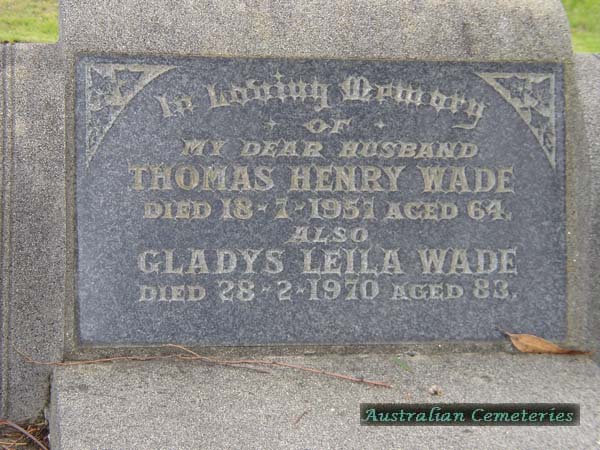 In Loving Memory
OF
MY DEAR HUSBAND
THOMAS HENRY WADE
DIED 18-7-1951 AGED 64.
ALSO
GLADYS LEILA WADE
DIED 28-2-1970 AGED 83.
Australian Cemeteries